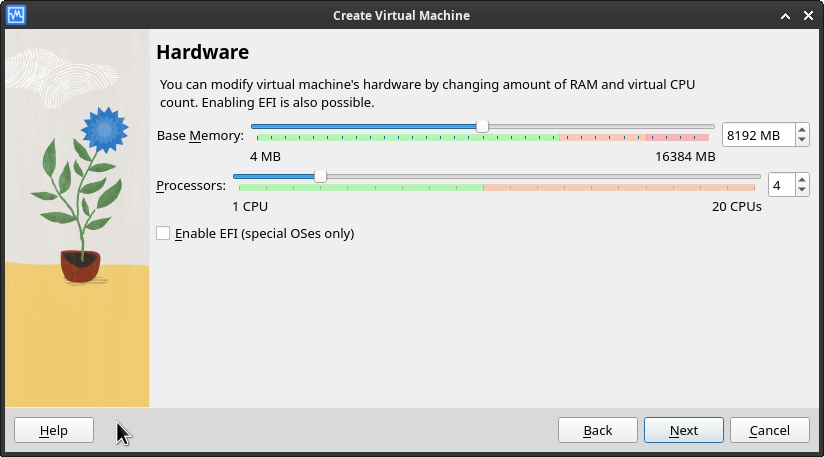 Create Virtual Machine
Hardware
You can modify virtual machine's hardware by changing amount of RAM and virtual CPU
count. Enabling EFI is also possible.
Base Memory: 8192 MB
4 MB 16384 MB
Processors: 4
1 CPU 20 CPUs
Enable EFI (special OSes only)
Help Back Next Cancel